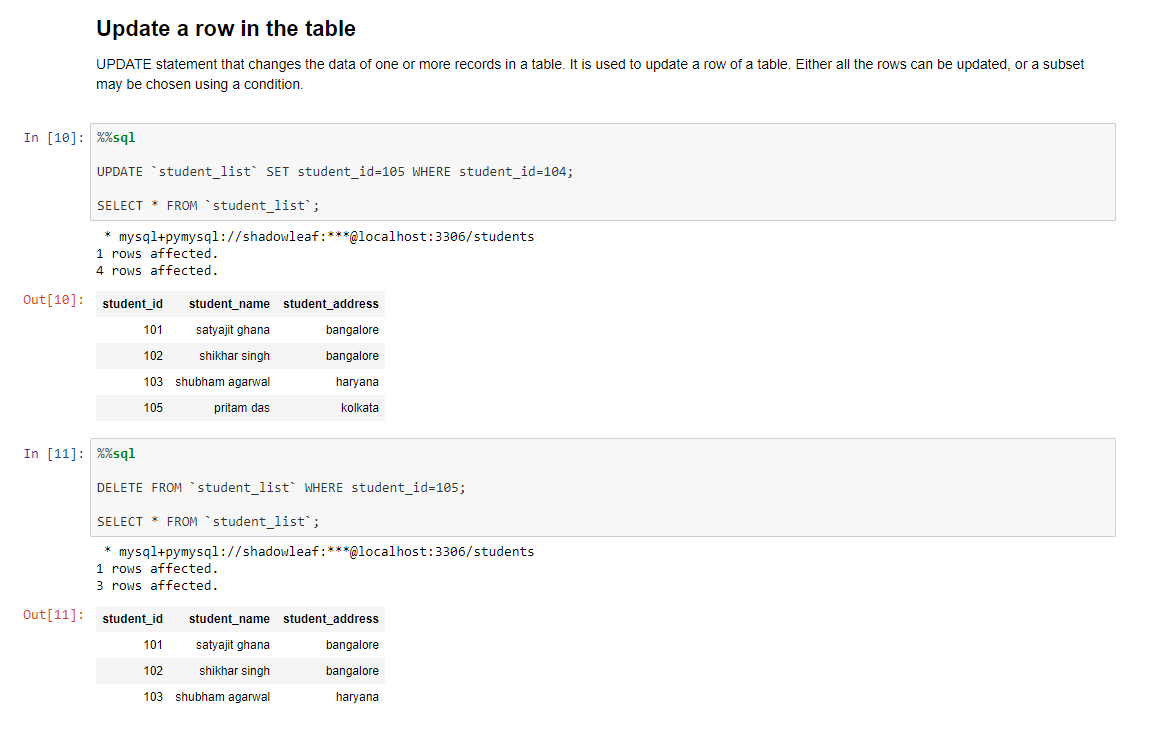 Update a row in the table
UPDATE statement that changes the data of one or more records in a table. It is used to update a row of a table. Either all the rows can be updated, or a subset
may be chosen using a condition.
In [10]: %%sql
UPDATE `student_list` SET student_id=105 WHERE student_id=104;
SELECT * FROM `student_list`;
* mysql+pymysql://shadowleaf:***@localhost:3306/students
1 rows affected.
4 rows affected.
Out[10]: student_id student_name student_address
101 satyajit ghana bangalore
102 shikhar singh bangalore
103 shubham agarwal haryana
105 pritam das kolkata
In [11]: %%sql
DELETE FROM `student_list` WHERE student_id=105;
SELECT * FROM `student_list`;
* mysql+pymysql://shadowleaf:***@localhost:3306/students
1 rows affected.
3 rows affected.
Out[11]: student_id student_name student_address
101 satyajit ghana bangalore
102 shikhar singh bangalore
103 shubham agarwal haryana